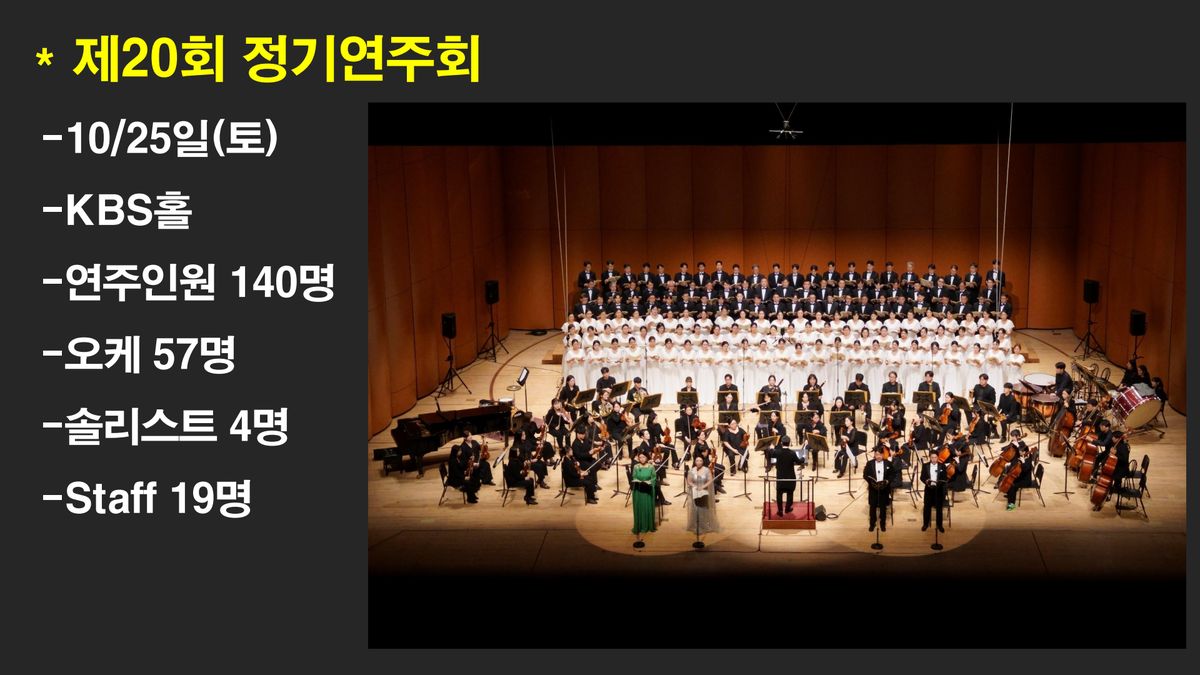 * 제20회 정기연주회
-10/25일(토)
-KBS홀
-연주인원 140명
-오케 57명
-솔리스트 4명
-Staff 19명